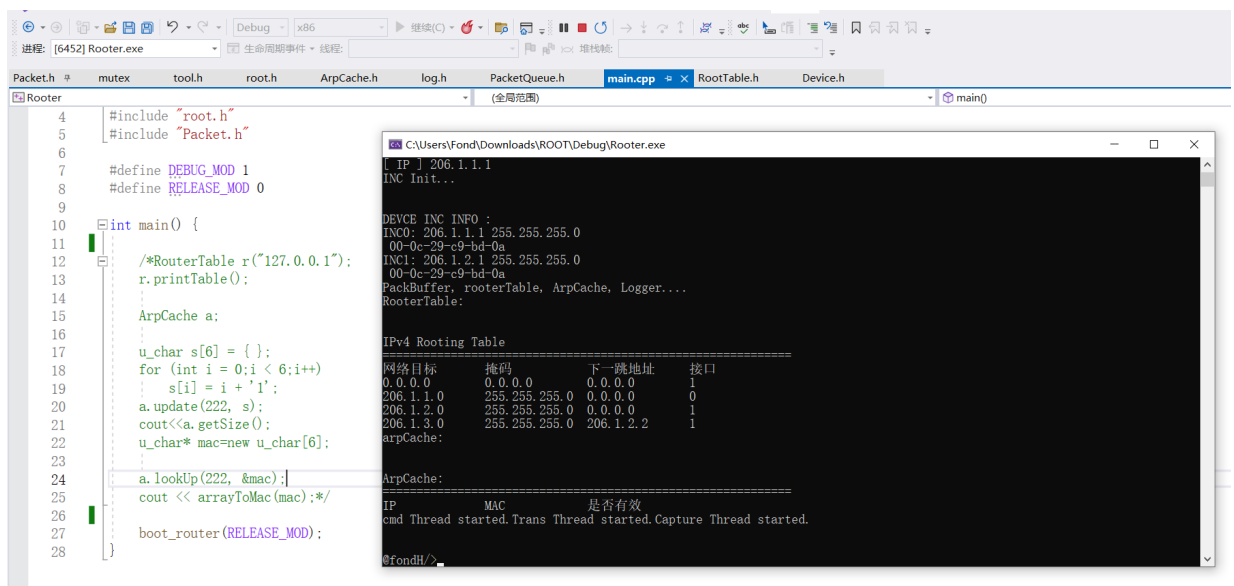 Debug x86 继续(C)
进程: [6452] Rooter.exe 生命周期事件 线程: 堆栈帧:
Packet.h mutex tool.h root.h ArpCache.h log.h PacketQueue.h main.cpp RootTable.h Device.h
Rooter (全局范围) main()
4 #include "root.h"
5 #include "Packet.h"
6
7 #define DEBUG_MOD 1
8 #define RELEASE_MOD 0
9
10 int main() {
11
12 /*RouterTable r("127.0.0.1");
13 r.printTable();
14
15 ArpCache a;
16
17 u_char s[6] = { };
18 for (int i = 0;i < 6;i++)
19 s[i] = i + '1';
20 a.update(222, s);
21 cout<<a.getSize();
22 u_char* mac=new u_char[6];
23
24 a.lookUp(222, &mac);
25 cout << arrayToMac(mac);*/
26
27 boot_router(RELEASE_MOD);
28 }
C:\Users\Fond\Downloads\ROOT\Debug\Rooter.exe
[ IP ] 206.1.1.1
INC Init...
DEVCE INC INFO :
INC0: 206.1.1.1 255.255.255.0
00-0c-29-c9-bd-0a
INC1: 206.1.2.1 255.255.255.0
00-0c-29-c9-bd-0a
PackBuffer, rooterTable, ArpCache, Logger....
RooterTable:
IPv4 Rooting Table
==============================================================
网络目标 掩码 下一跳地址 接口
0.0.0.0 0.0.0.0 0.0.0.0 1
206.1.1.0 255.255.255.0 0.0.0.0 0
206.1.2.0 255.255.255.0 0.0.0.0 1
206.1.3.0 255.255.255.0 206.1.2.2 1
arpCache:
ArpCache:
==============================================================
IP MAC 是否有效
cmd Thread started.Trans Thread started.Capture Thread started.
@fondH/>